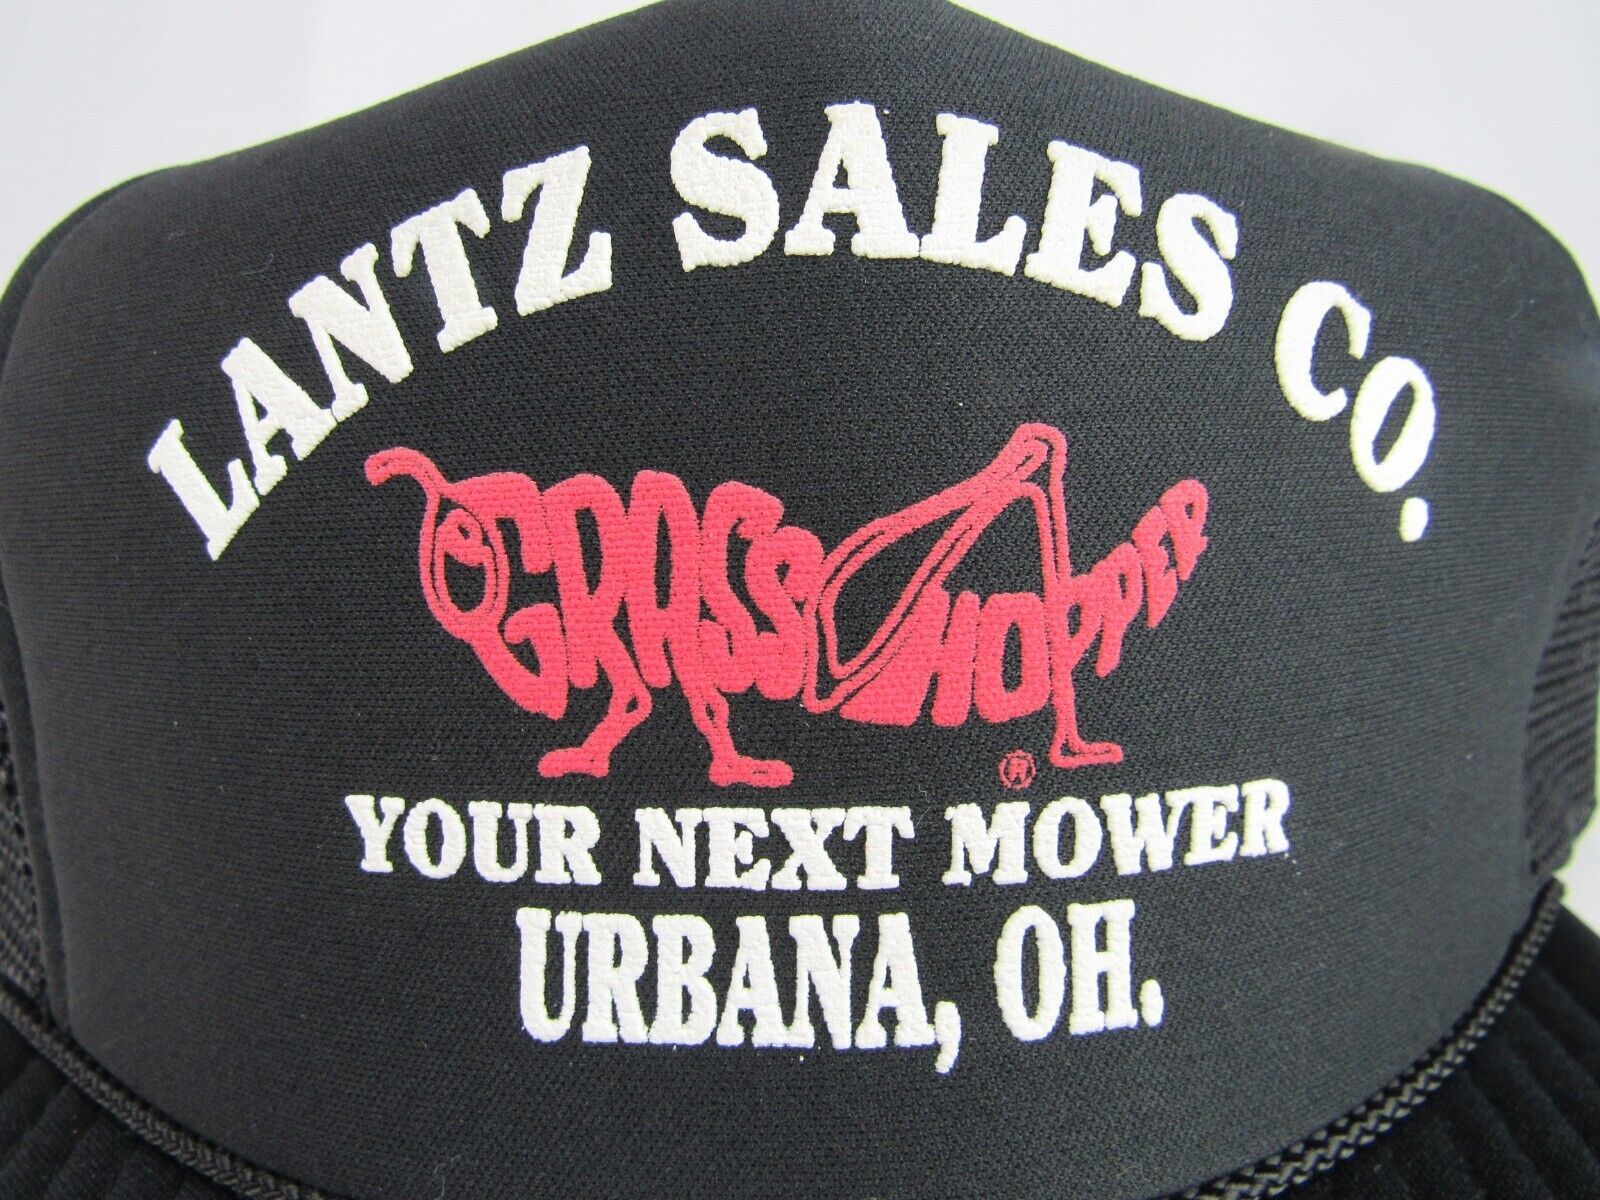 LANTZ SALES CO.
GRASSHOPPER
®
YOUR NEXT MOWER
URBANA, OH.